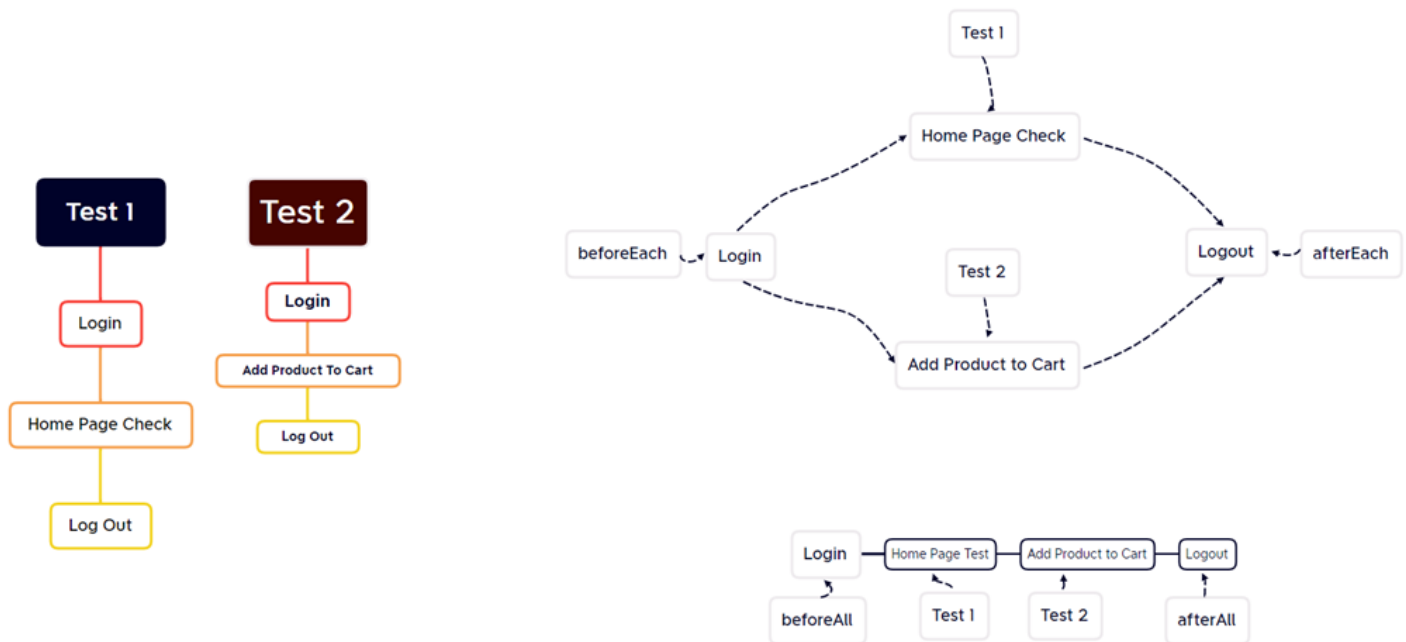 Test 1
Login
Home Page Check
Log Out
Test 2
Login
Add Product To Cart
Log Out
Test 1
Home Page Check
beforeEach
Login
Logout
afterEach
Test 2
Add Product to Cart
Login
Home Page Test
Add Product to Cart
Logout
beforeAll
Test 1
Test 2
afterAll